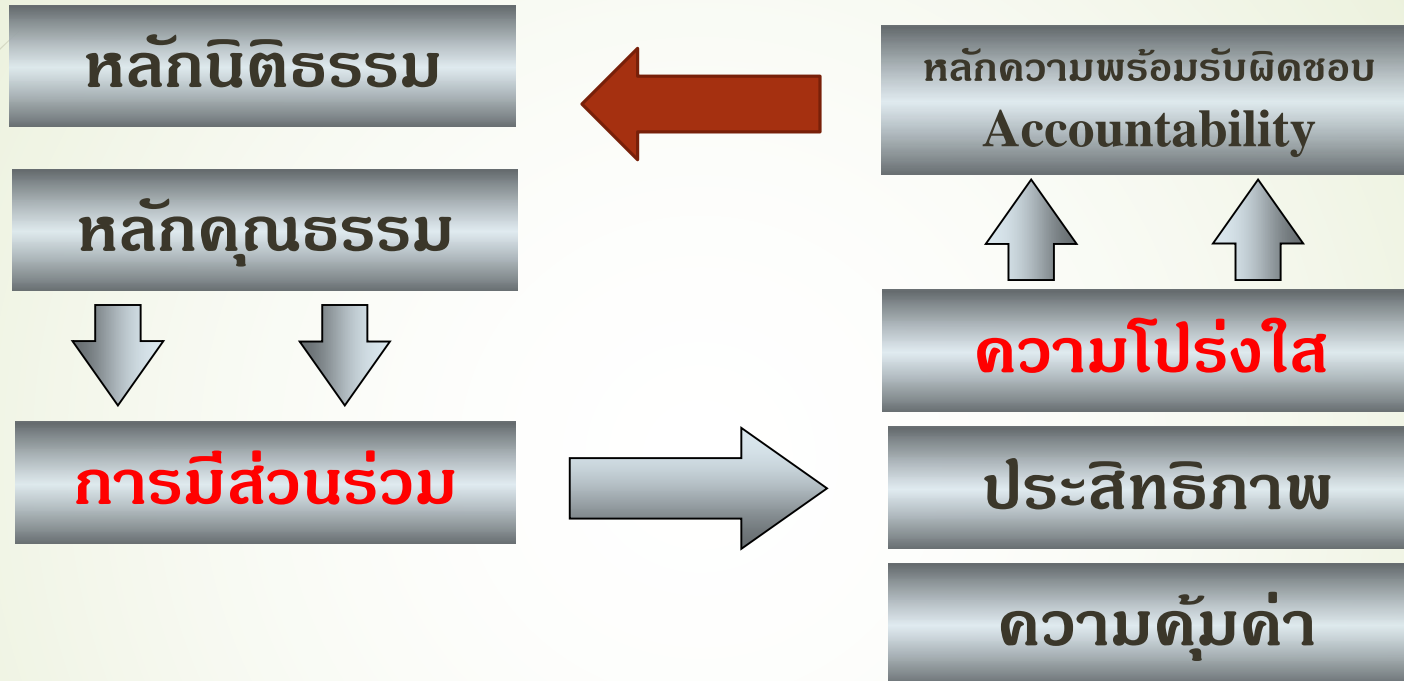 หลักนิติธรรม
หลักคุณธรรม
การมีส่วนร่วม
หลักความพร้อมรับผิดชอบ
Accountability
ความโปร่งใส
ประสิทธิภาพ
ความคุ้มค่า